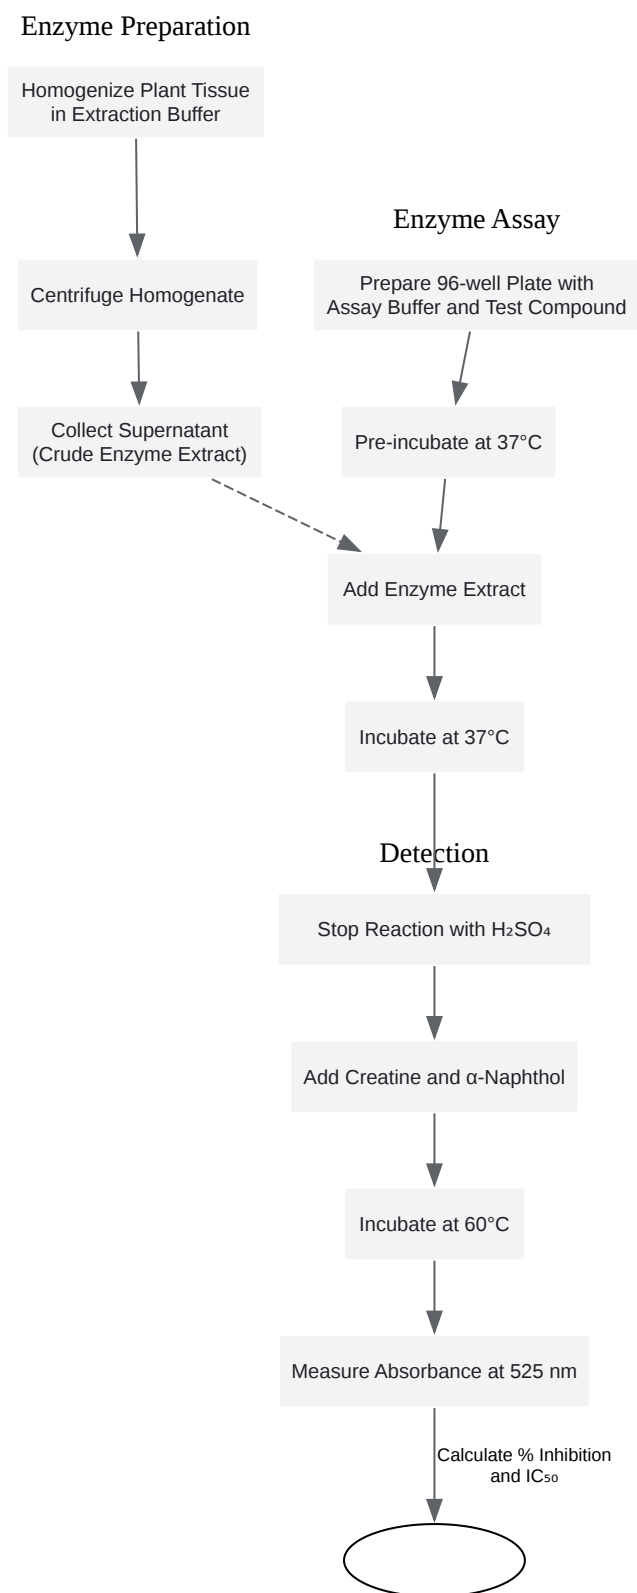 Enzyme Preparation
Homogenize Plant Tissue
in Extraction Buffer
Centrifuge Homogenate
Collect Supernatant
(Crude Enzyme Extract)
Enzyme Assay
Prepare 96-well Plate with
Assay Buffer and Test Compound
Pre-incubate at 37°C
Add Enzyme Extract
Incubate at 37°C
Detection
Stop Reaction with H₂SO₄
Add Creatine and α-Naphthol
Incubate at 60°C
Measure Absorbance at 525 nm
Calculate % Inhibition
and IC₅₀